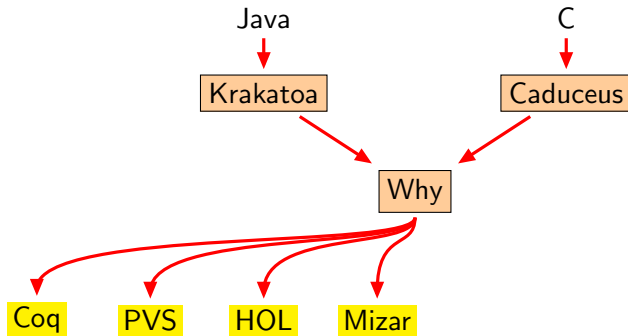 Java
C
Krakatoa
Caduceus
Why
Coq
PVS
HOL
Mizar